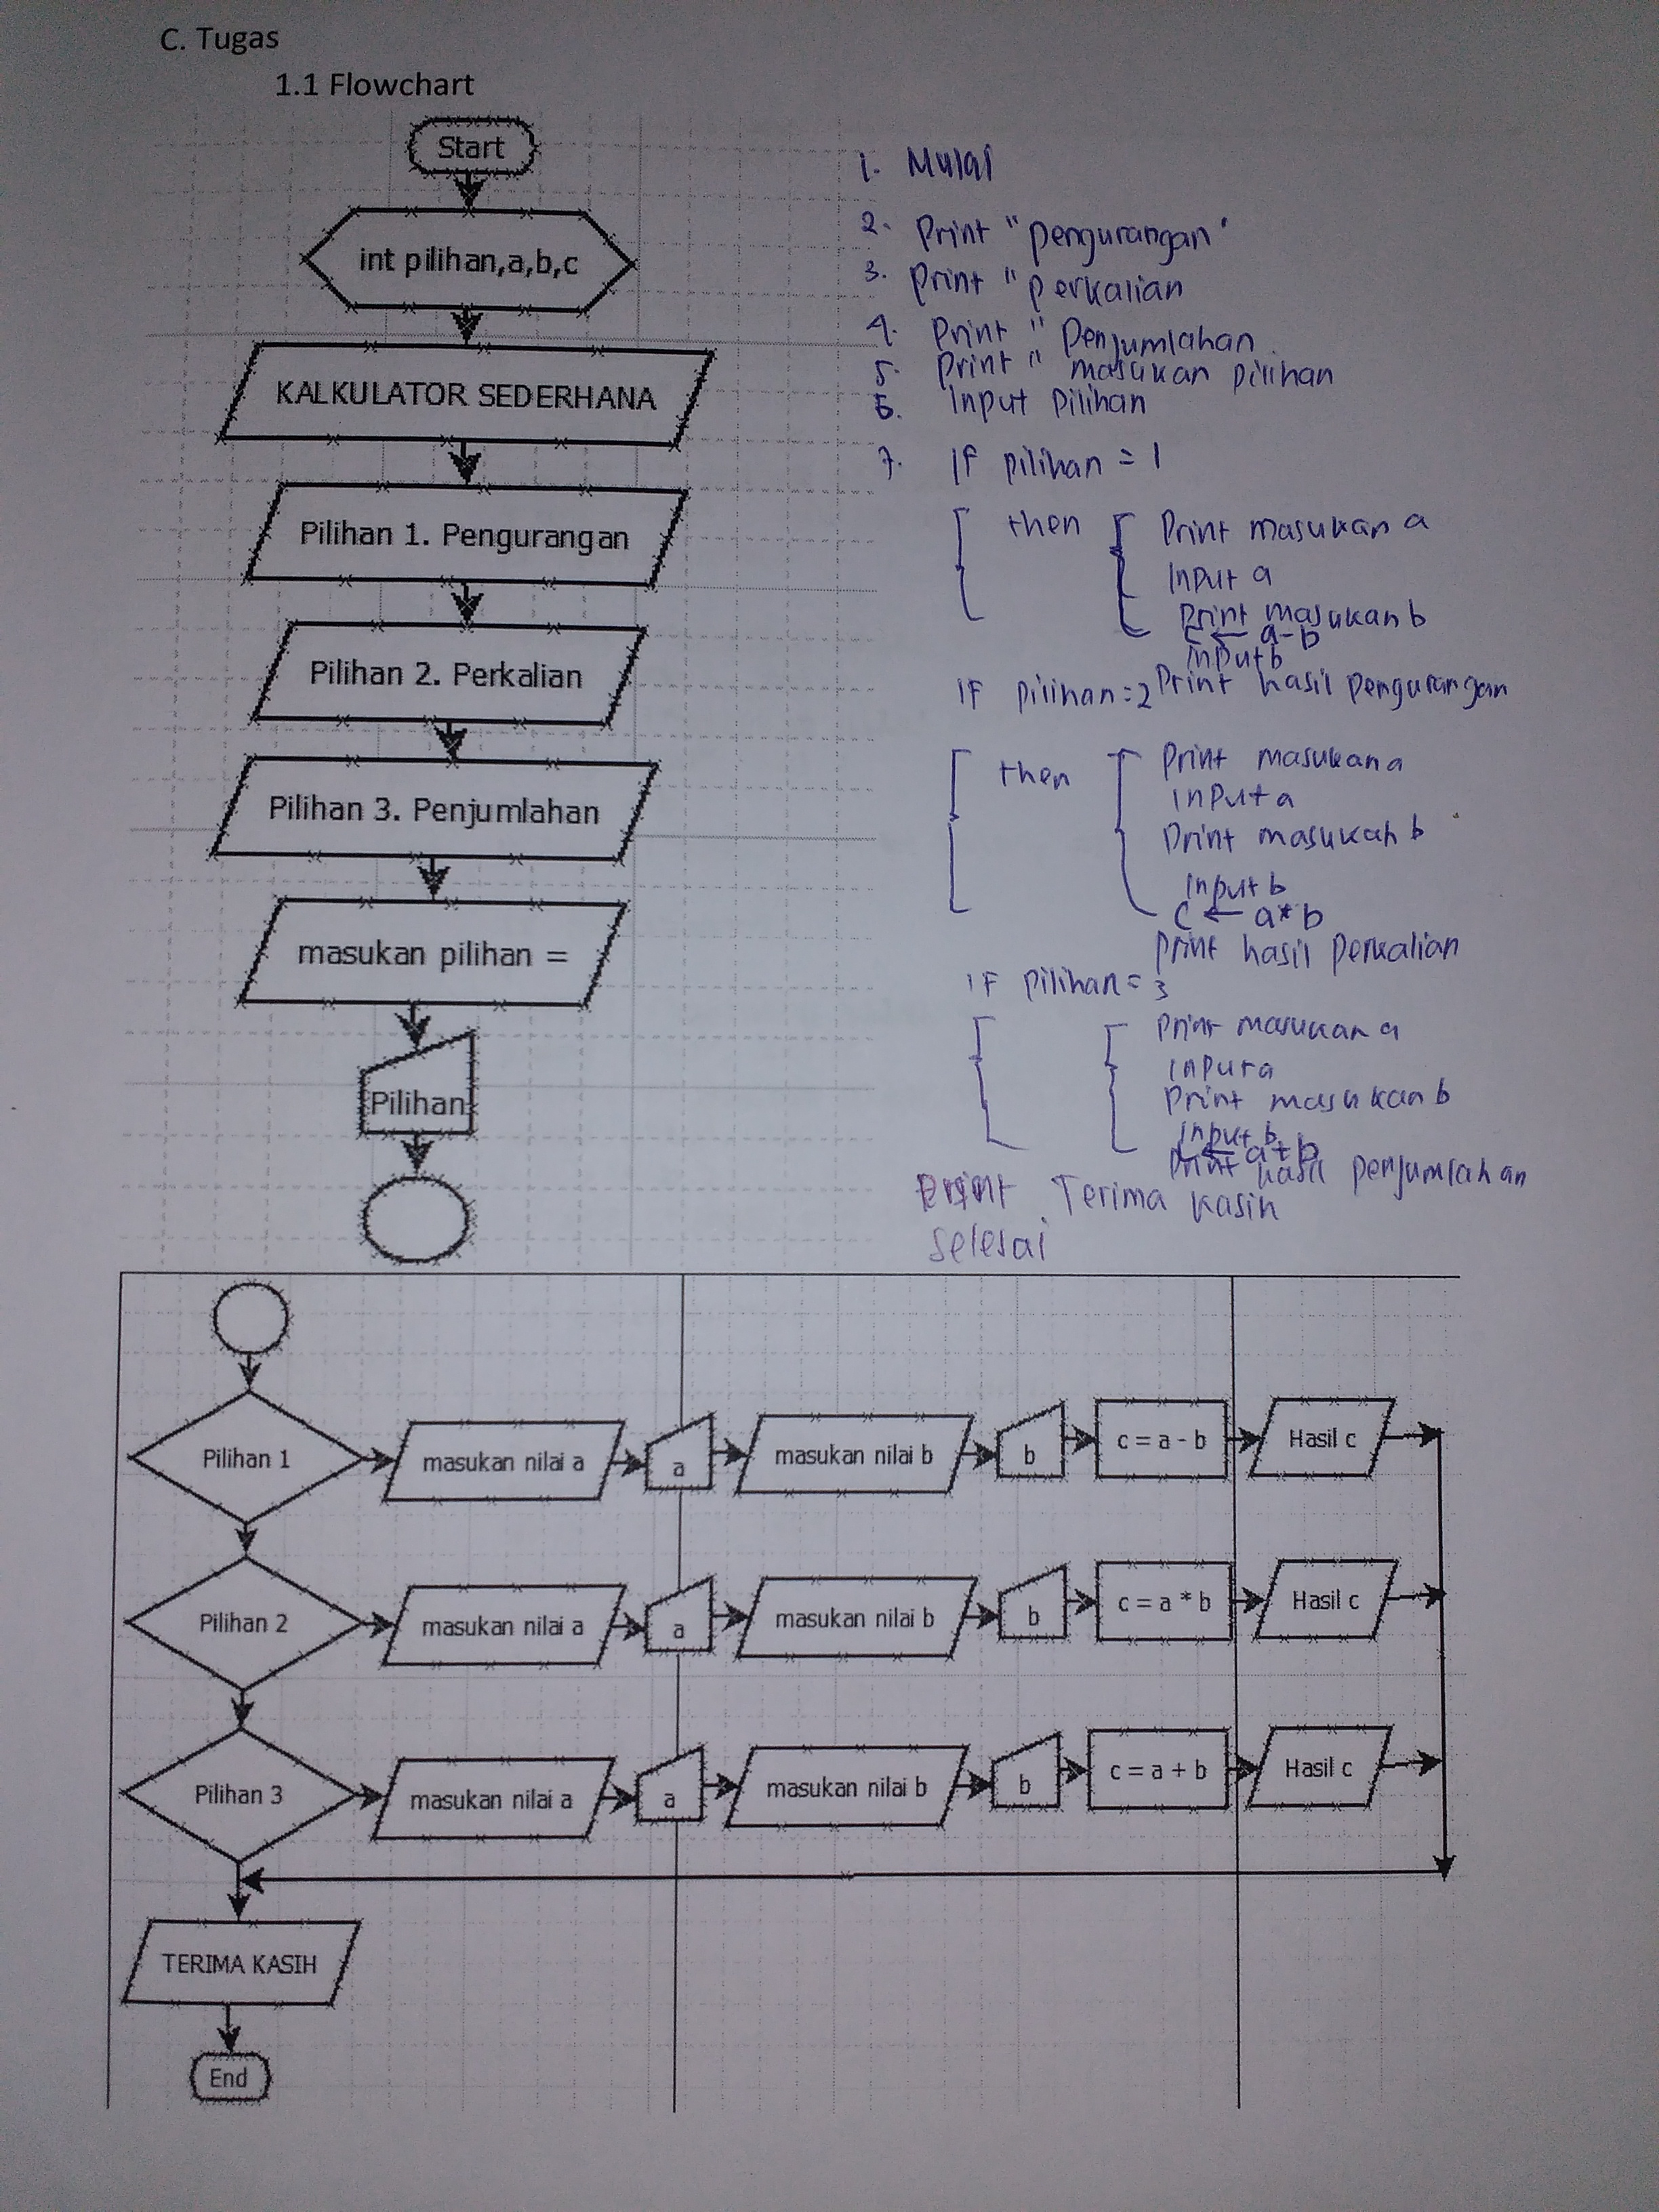 C. Tugas
1.1 Flowchart
Start
int pilihan,a,b,c
KALKULATOR SEDERHANA
Pilihan 1. Pengurangan
Pilihan 2. Perkalian
Pilihan 3. Penjumlahan
masukan pilihan =
Pilihan
1. Mulai
2. Print "pengurangan"
3. Print "perkalian
4. Print " Penjumlahan
5. Print " masukan pilihan
6. Input Pilihan
7. If pilihan = 1
then Print masukan a
Input a
Print masukan b
C ← a-b
Input b
Print hasil pengurangan
IF pilihan=2
then Print masukan a
Input a
Print masukan b
Input b
C ← a*b
Print hasil perkalian
IF Pilihan= 3
Print masukan a
Input a
Print masukan b
Input b
C ← a+b
Print hasil penjumlahan
Print Terima kasih
Selesai
Pilihan 1
masukan nilai a
a
masukan nilai b
b
c = a - b
Hasil c
Pilihan 2
masukan nilai a
a
masukan nilai b
b
c = a * b
Hasil c
Pilihan 3
masukan nilai a
a
masukan nilai b
b
c = a + b
Hasil c
TERIMA KASIH
End